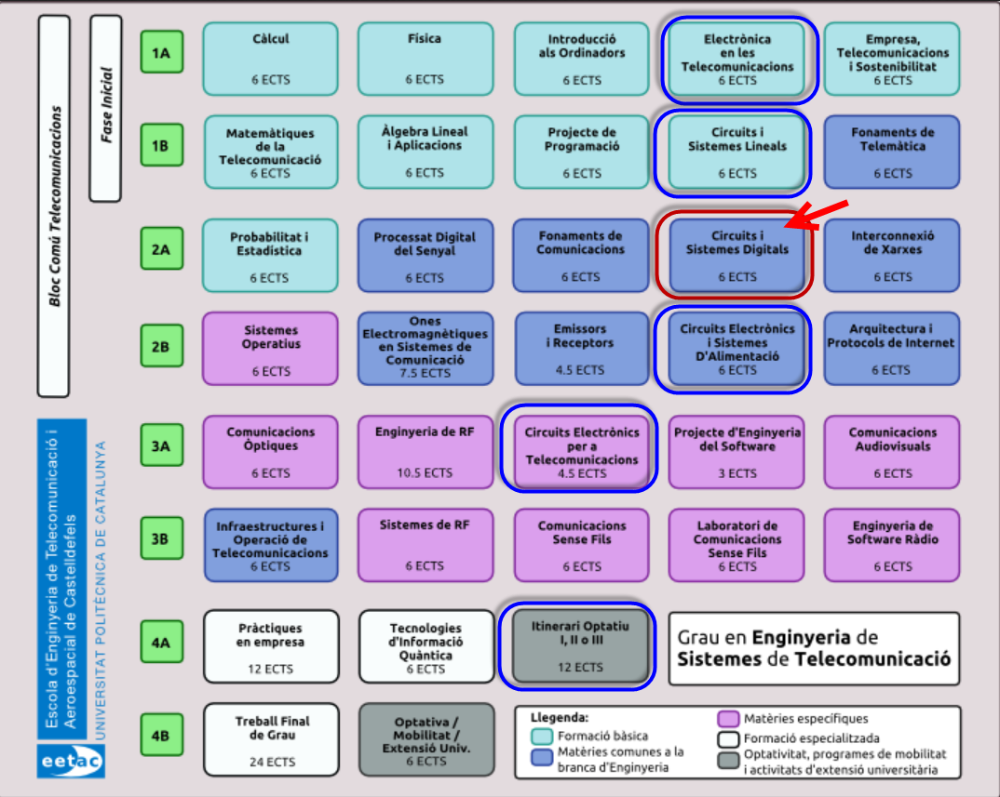 Bloc Comú Telecomunicacions
Fase Inicial
1A
Càlcul
6 ECTS
Física
6 ECTS
Introducció
als Ordinadors
6 ECTS
Electrònica
en les
Telecomunicacions
6 ECTS
Empresa,
Telecomunicacions
i Sostenibilitat
6 ECTS
1B
Matemàtiques
de la
Telecomunicació
6 ECTS
Àlgebra Lineal
i Aplicacions
6 ECTS
Projecte de
Programació
6 ECTS
Circuits i
Sistemes Lineals
6 ECTS
Fonaments de
Telemàtica
6 ECTS
2A
Probabilitat i
Estadística
6 ECTS
Processat Digital
del Senyal
6 ECTS
Fonaments de
Comunicacions
6 ECTS
Circuits i
Sistemes Digitals
6 ECTS
Interconnexió
de Xarxes
6 ECTS
2B
Sistemes
Operatius
6 ECTS
Ones
Electromagnètiques
en Sistemes de
Comunicació
7.5 ECTS
Emissors
i Receptors
4.5 ECTS
Circuits Electrònics
i Sistemes
D'Alimentació
6 ECTS
Arquitectura i
Protocols de Internet
6 ECTS
3A
Comunicacions
Òptiques
6 ECTS
Enginyeria de RF
10.5 ECTS
Circuits Electrònics
per a
Telecomunicacions
4.5 ECTS
Projecte d'Enginyeria
del Software
3 ECTS
Comunicacions
Audiovisuals
6 ECTS
3B
Infraestructures i
Operació de
Telecomunicacions
6 ECTS
Sistemes de RF
6 ECTS
Comunicacions
Sense Fils
6 ECTS
Laboratori de
Comunicacions
Sense Fils
6 ECTS
Enginyeria de
Software Ràdio
6 ECTS
4A
Pràctiques
en empresa
12 ECTS
Tecnologies
d'Informació
Quàntica
6 ECTS
Itinerari Optatiu
I, II o III
12 ECTS
Grau en Enginyeria de
Sistemes de Telecomunicació
4B
Treball Final
de Grau
24 ECTS
Optativa /
Mobilitat /
Extensió Univ.
6 ECTS
Llegenda:
Formació bàsica
Matèries comunes a la
branca d'Enginyeria
Matèries específiques
Formació especialitzada
Optativitat, programes de mobilitat
i activitats d'extensió universitària
Escola d'Enginyeria de Telecomunicació i
Aeroespacial de Castelldefels
UNIVERSITAT POLITÈCNICA DE CATALUNYA
eetac